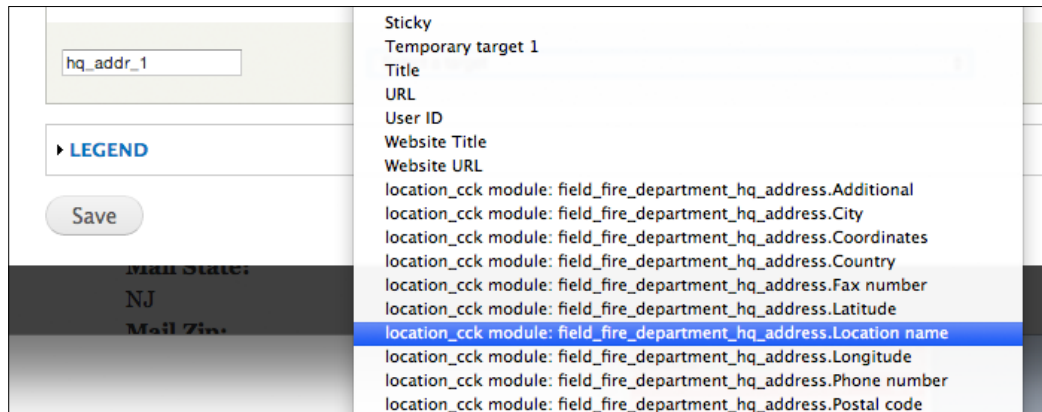 Sticky
Temporary target 1
hq_addr_1
Title
URL
User ID
Website Title
LEGEND
Website URL
location_cck module: field_fire_department_hq_address.Additional
Save
location_cck module: field_fire_department_hq_address.City
location_cck module: field_fire_department_hq_address.Coordinates
location_cck module: field_fire_department_hq_address.Country
Mail State:
location_cck module: field_fire_department_hq_address.Fax number
NJ
location_cck module: field_fire_department_hq_address.Latitude
Mail Zip:
location_cck module: field_fire_department_hq_address.Location name
location_cck module: field_fire_department_hq_address.Longitude
location_cck module: field_fire_department_hq_address.Phone number
location_cck module: field_fire_department_hq_address.Postal code